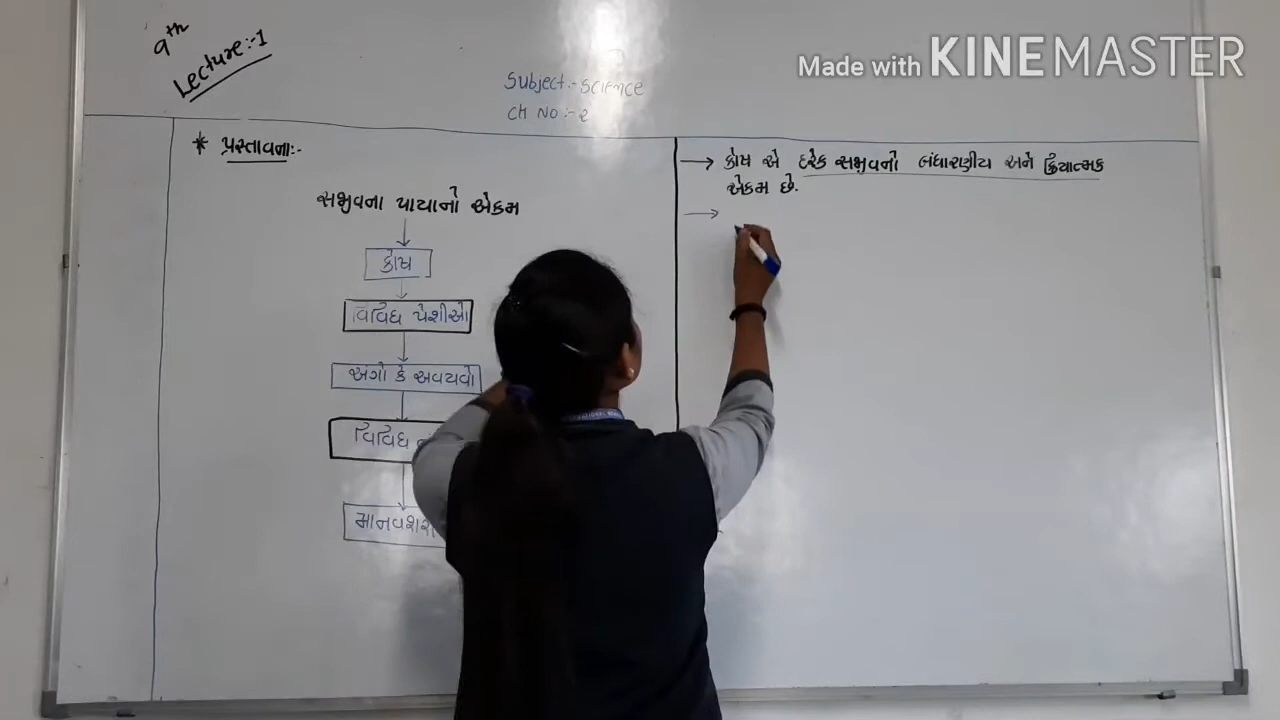 9th
Lecture:-1
Made with KINEMASTER
Subject:- Science
CH NO:- 2
* પ્રસ્તાવના:-
સજીવના પાયાનો એકમ
કોષ
વિવિધ પેશીઓ
અંગો કે અવયવો
વિવિધ
→ કોષ એ દરેક સજીવનો બંધારણીય અને ક્રિયાત્મક
એકમ છે.
→